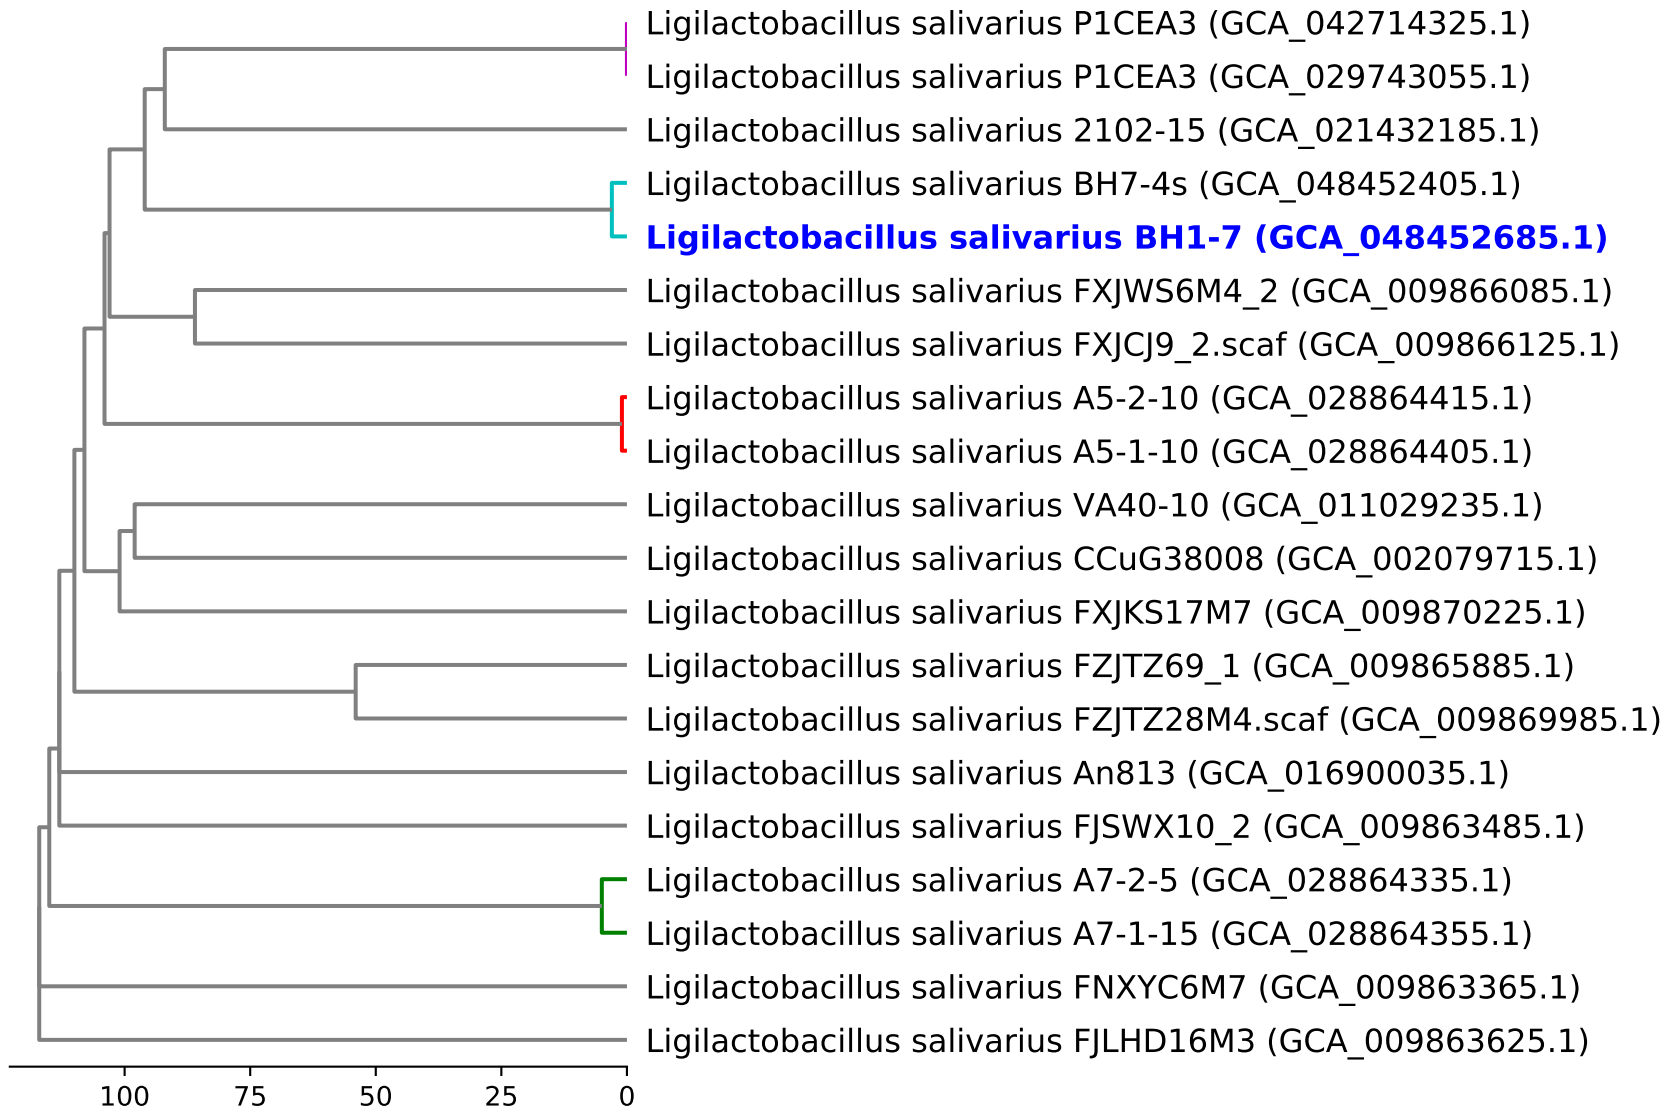 Ligilactobacillus salivarius P1CEA3 (GCA_042714325.1)
Ligilactobacillus salivarius P1CEA3 (GCA_029743055.1)
Ligilactobacillus salivarius 2102-15 (GCA_021432185.1)
Ligilactobacillus salivarius BH7-4s (GCA_048452405.1)
Ligilactobacillus salivarius BH1-7 (GCA_048452685.1)
Ligilactobacillus salivarius FXJWS6M4_2 (GCA_009866085.1)
Ligilactobacillus salivarius FXJCJ9_2.scaf (GCA_009866125.1)
Ligilactobacillus salivarius A5-2-10 (GCA_028864415.1)
Ligilactobacillus salivarius A5-1-10 (GCA_028864405.1)
Ligilactobacillus salivarius VA40-10 (GCA_011029235.1)
Ligilactobacillus salivarius CCuG38008 (GCA_002079715.1)
Ligilactobacillus salivarius FXJKS17M7 (GCA_009870225.1)
Ligilactobacillus salivarius FZJTZ69_1 (GCA_009865885.1)
Ligilactobacillus salivarius FZJTZ28M4.scaf (GCA_009869985.1)
Ligilactobacillus salivarius An813 (GCA_016900035.1)
Ligilactobacillus salivarius FJSWX10_2 (GCA_009863485.1)
Ligilactobacillus salivarius A7-2-5 (GCA_028864335.1)
Ligilactobacillus salivarius A7-1-15 (GCA_028864355.1)
Ligilactobacillus salivarius FNXYC6M7 (GCA_009863365.1)
Ligilactobacillus salivarius FJLHD16M3 (GCA_009863625.1)
100 75 50 25 0